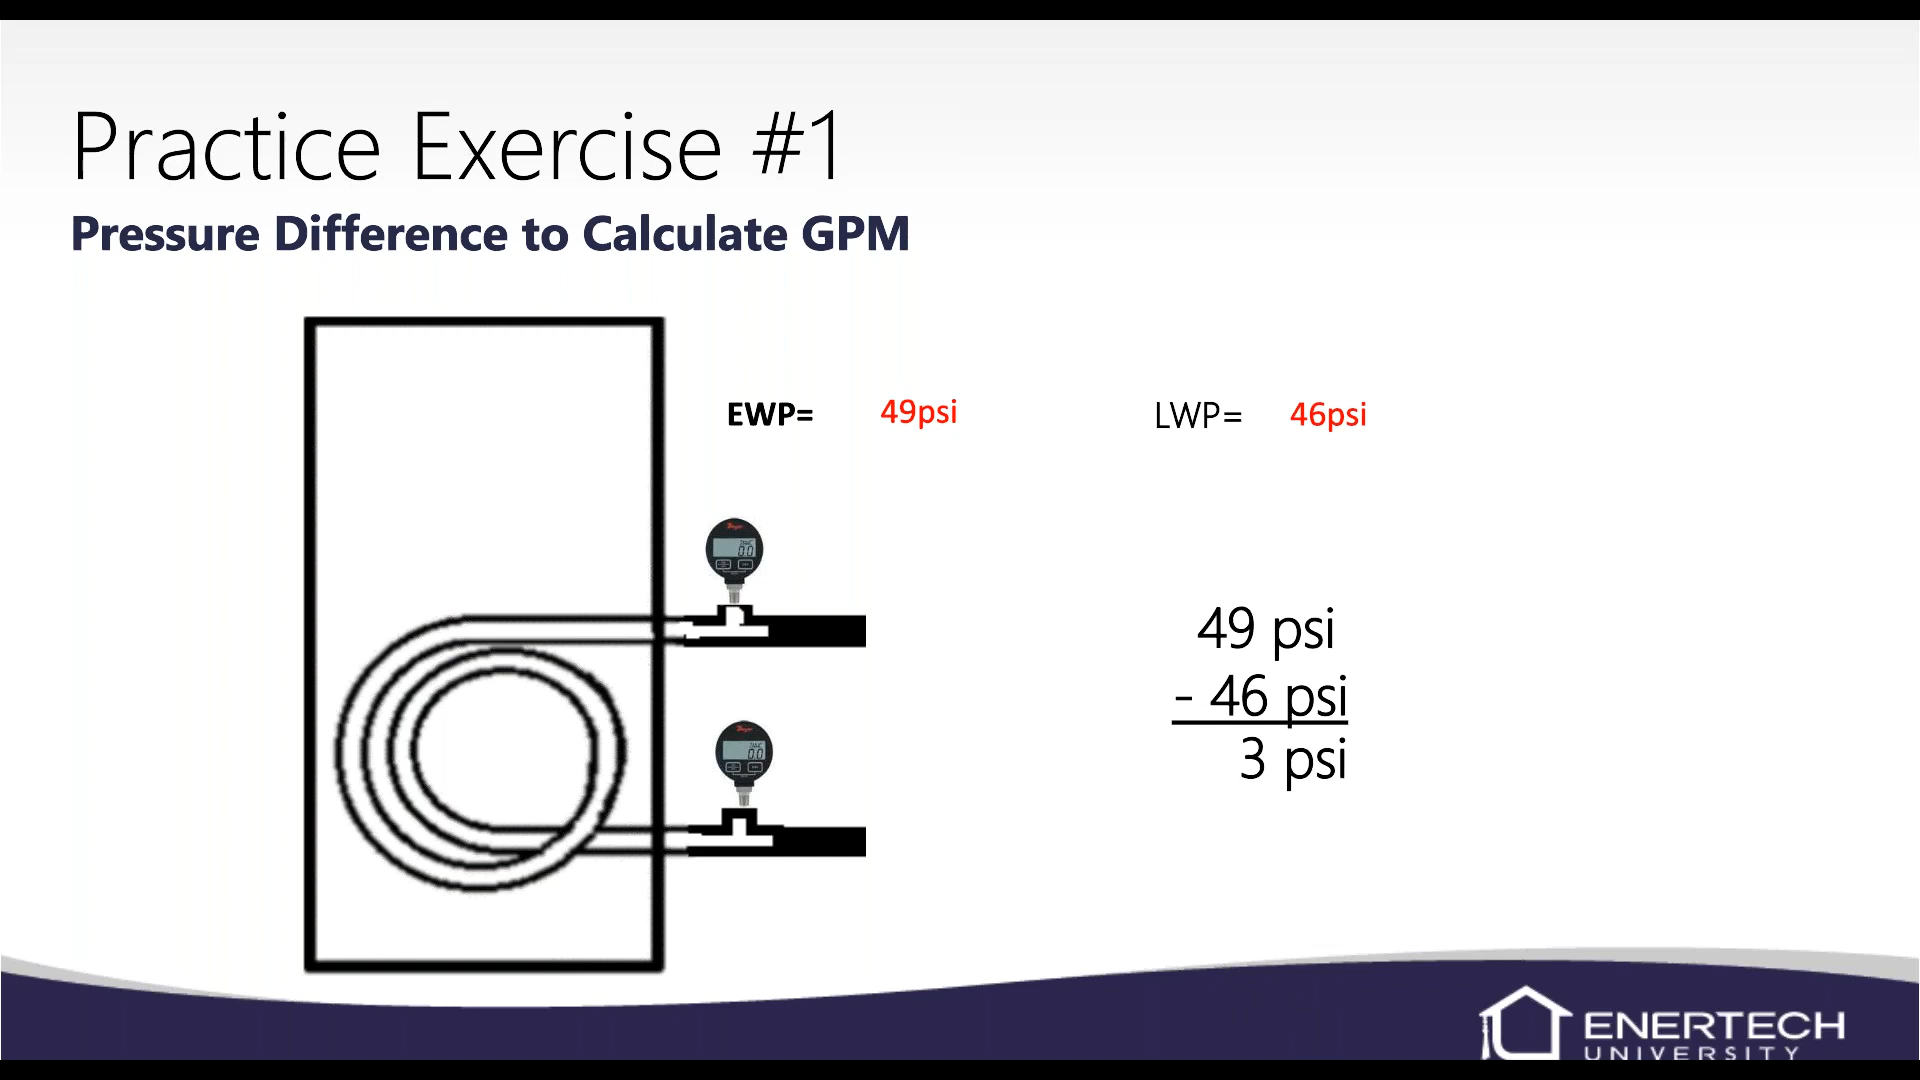 Practice Exercise #1
Pressure Difference to Calculate GPM
EWP= 49psi LWP= 46psi
49 psi
- 46 psi
3 psi
ENERTECH
UNIVERSITY